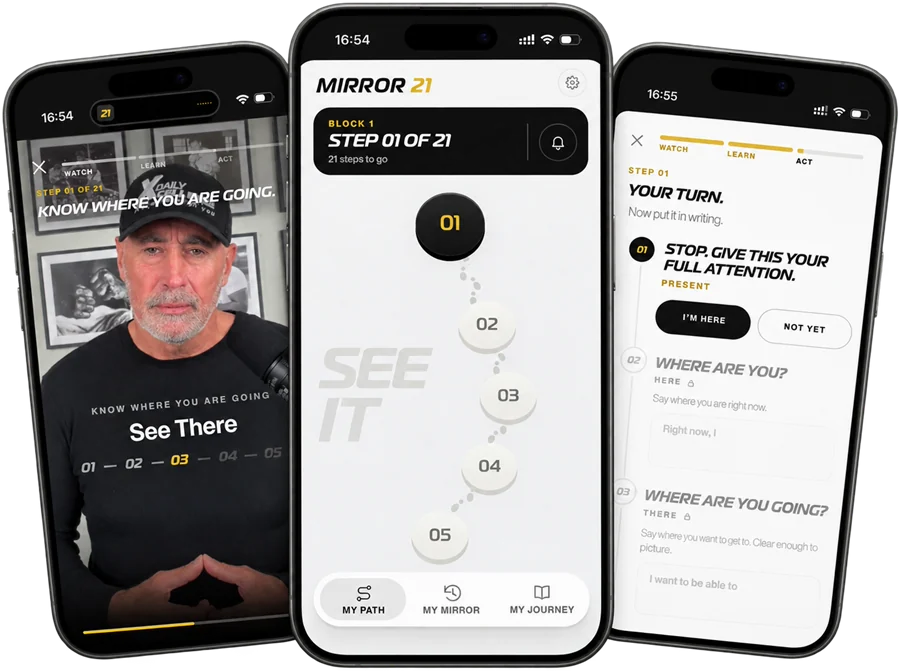 16:54
21
WATCH
LEARN
ACT
STEP 01 OF 21
KNOW WHERE YOU ARE GOING.
X DAILY
KNOW WHERE YOU ARE GOING
See There
01 — 02 — 03 — 04 — 05
16:54
MIRROR 21
BLOCK 1
STEP 01 OF 21
21 steps to go
01
02
03
SEE
IT
04
05
MY PATH
MY MIRROR
MY JOURNEY
16:55
WATCH
LEARN
ACT
STEP 01
YOUR TURN.
Now put it in writing.
01
STOP. GIVE THIS YOUR
FULL ATTENTION.
PRESENT
I'M HERE
NOT YET
02
WHERE ARE YOU?
HERE
Say where you are right now.
Right now, I
03
WHERE ARE YOU GOING?
THERE
Say where you want to get to. Clear enough to
picture.
I want to be able to